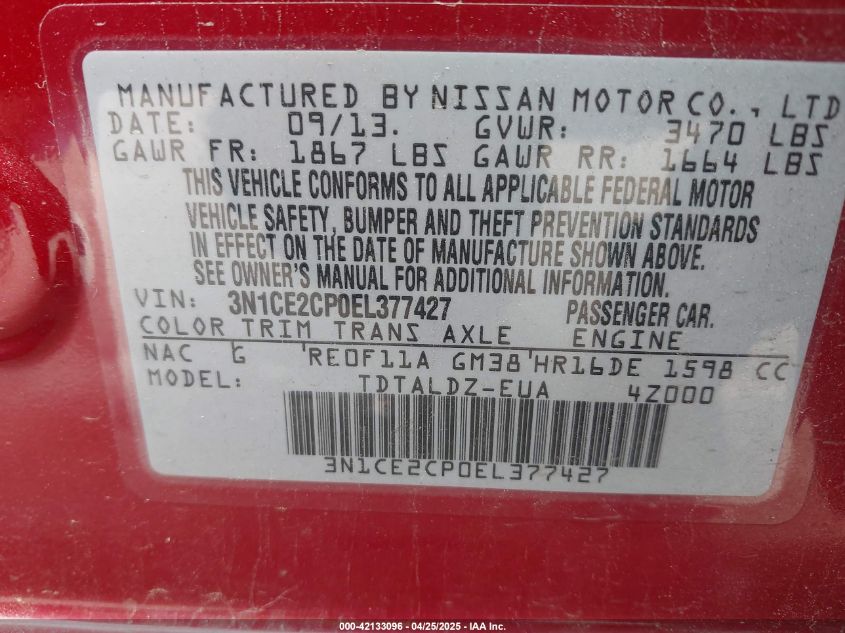 MANUFACTURED BY NISSAN MOTOR CO., LTD
DATE: 09/13. GVWR: 3470 LBS
GAWR FR: 1867 LBS GAWR RR: 1664 LBS
THIS VEHICLE CONFORMS TO ALL APPLICABLE FEDERAL MOTOR
VEHICLE SAFETY, BUMPER AND THEFT PREVENTION STANDARDS
IN EFFECT ON THE DATE OF MANUFACTURE SHOWN ABOVE.
SEE OWNER'S MANUAL FOR ADDITIONAL INFORMATION.
VIN: 3N1CE2CP0EL377427 PASSENGER CAR.
COLOR TRIM TRANS AXLE ENGINE
NAC G 'RE0F11A GM38'HR16DE 1598 CC
MODEL: TDTALDZ-EUA 4Z000
3N1CE2CP0EL377427
000-42133096 - 04/25/2025 - IAA Inc.